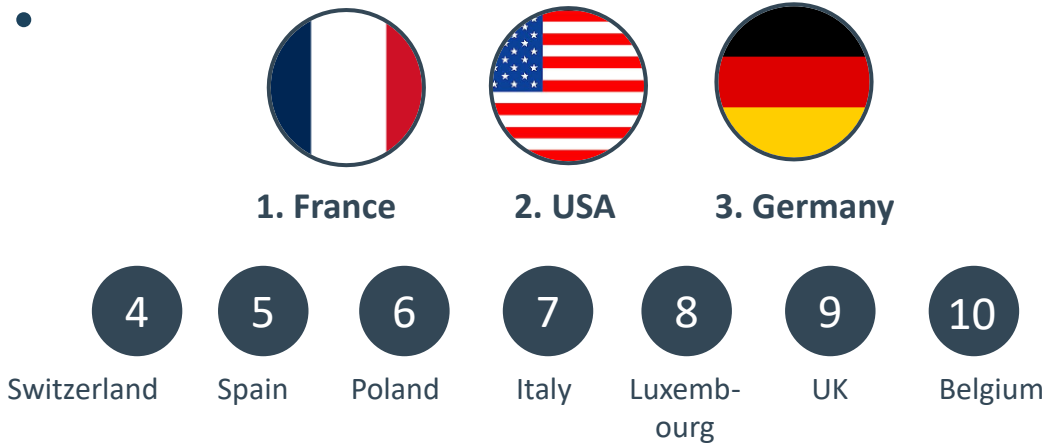 1. France 2. USA 3. Germany
4 5 6 7 8 9 10
Switzerland Spain Poland Italy Luxemb- UK Belgium
ourg